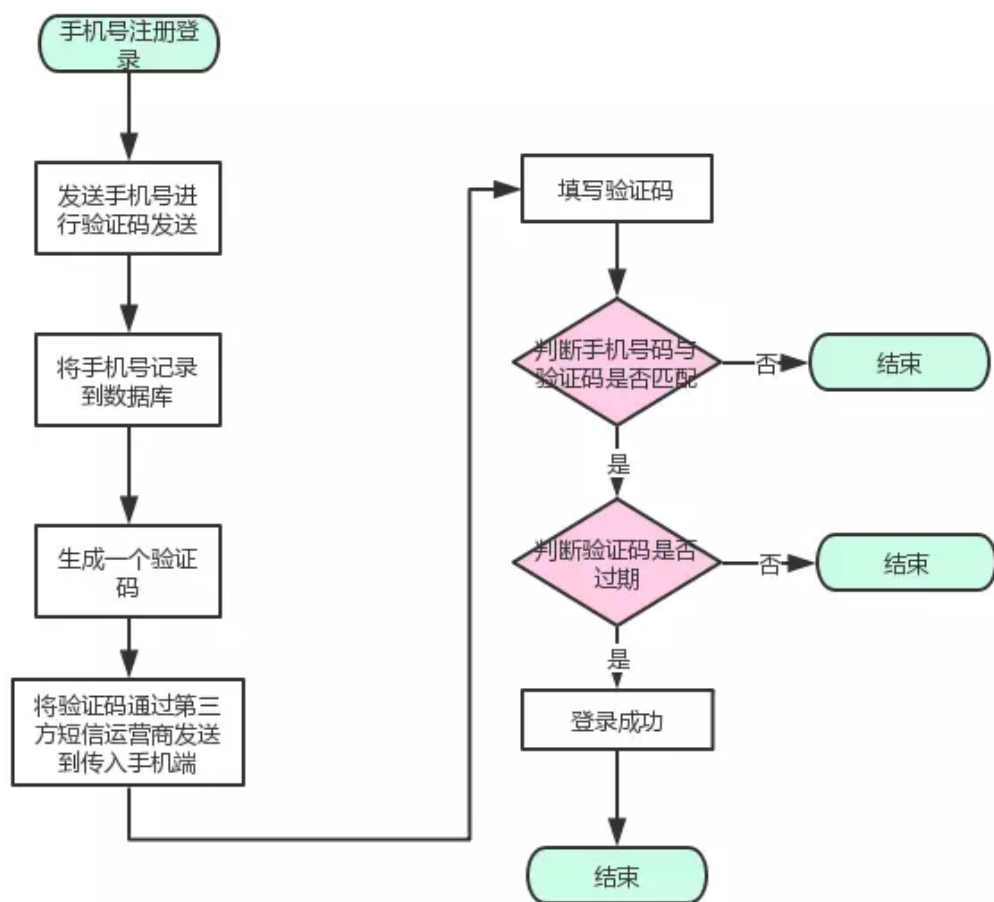 手机号注册登
录
发送手机号进
行验证码发送
将手机号记录
到数据库
生成一个验证
码
将验证码通过第三
方短信运营商发送
到传入手机端
填写验证码
判断手机号码与
验证码是否匹配
否
结束
是
判断验证码是否
过期
否
结束
是
登录成功
结束